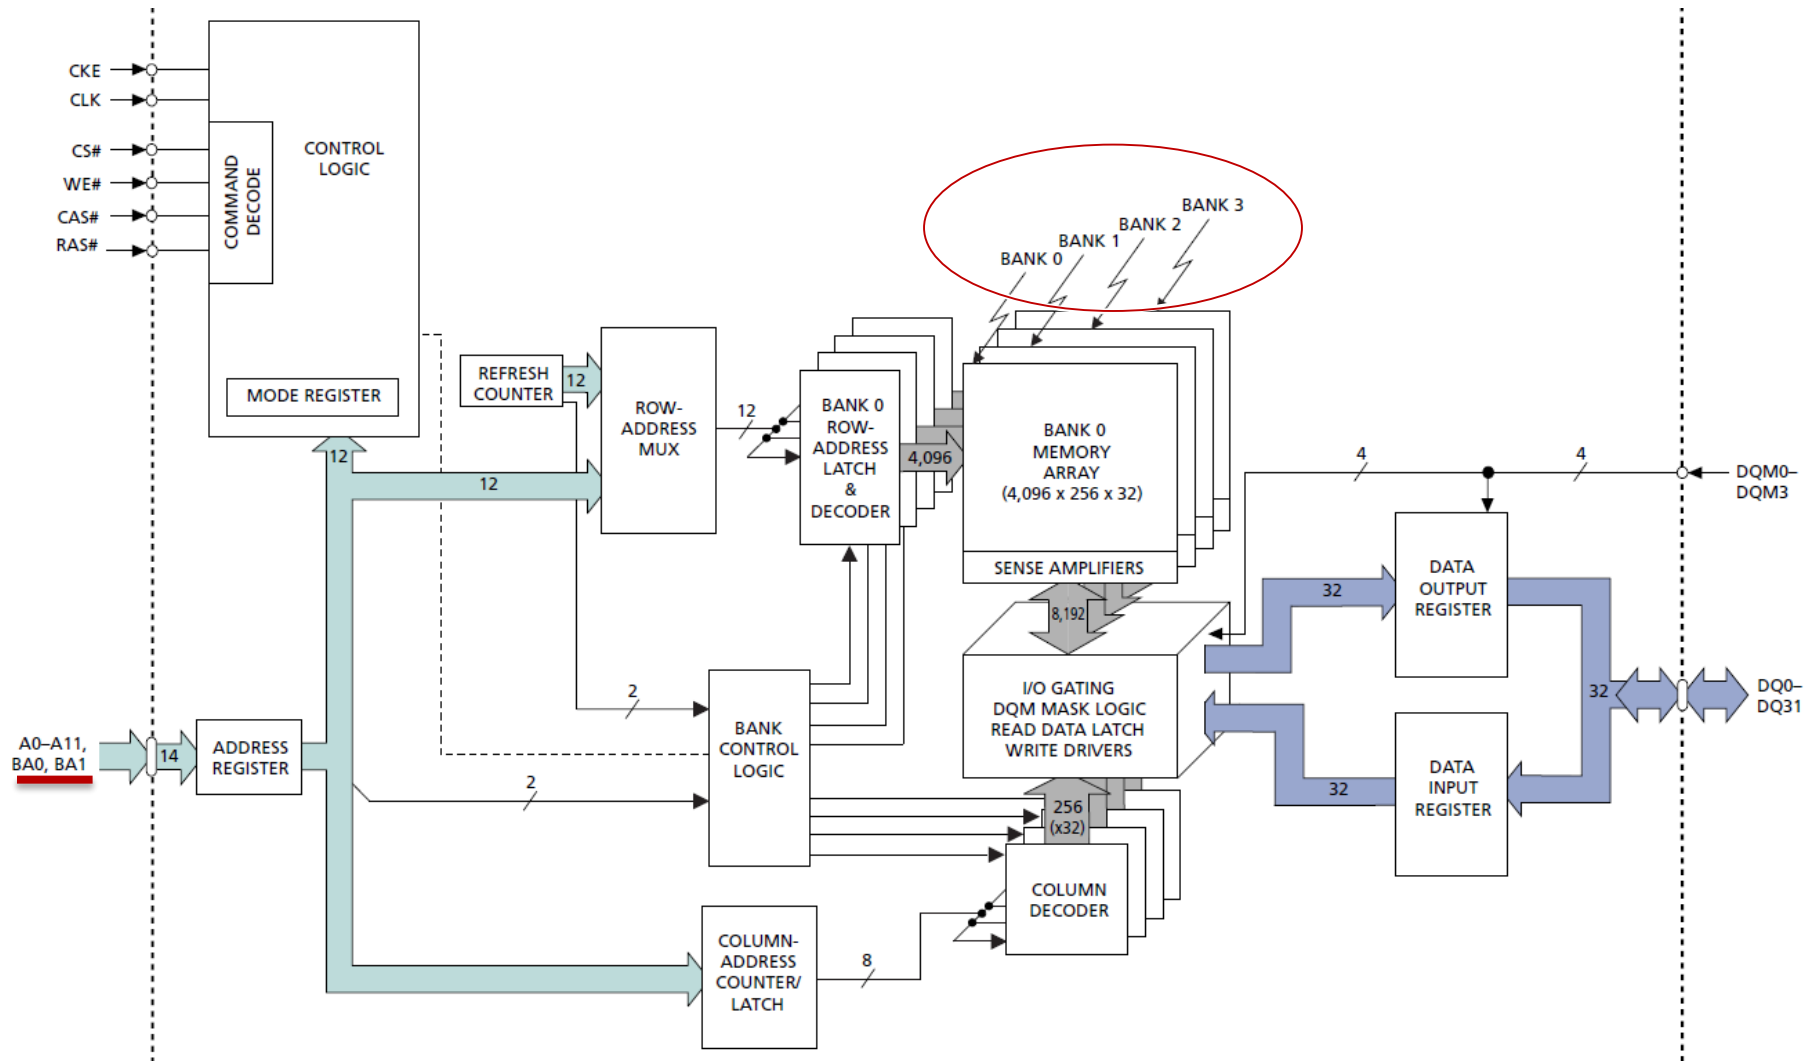 CKE
CLK
CS#
WE#
CAS#
RAS#
COMMAND
DECODE
CONTROL
LOGIC
MODE REGISTER
12
12
REFRESH
COUNTER
12
ROW-
ADDRESS
MUX
12
BANK 0
ROW-
ADDRESS
LATCH
&
DECODER
4,096
BANK 0
BANK 1
BANK 2
BANK 3
BANK 0
MEMORY
ARRAY
(4,096 x 256 x 32)
SENSE AMPLIFIERS
8,192
I/O GATING
DQM MASK LOGIC
READ DATA LATCH
WRITE DRIVERS
256
(x32)
COLUMN
DECODER
2
2
BANK
CONTROL
LOGIC
A0–A11,
BA0, BA1
14
ADDRESS
REGISTER
COLUMN-
ADDRESS
COUNTER/
LATCH
8
4
4
DQM0–
DQM3
32
DATA
OUTPUT
REGISTER
32
DQ0–
DQ31
32
DATA
INPUT
REGISTER